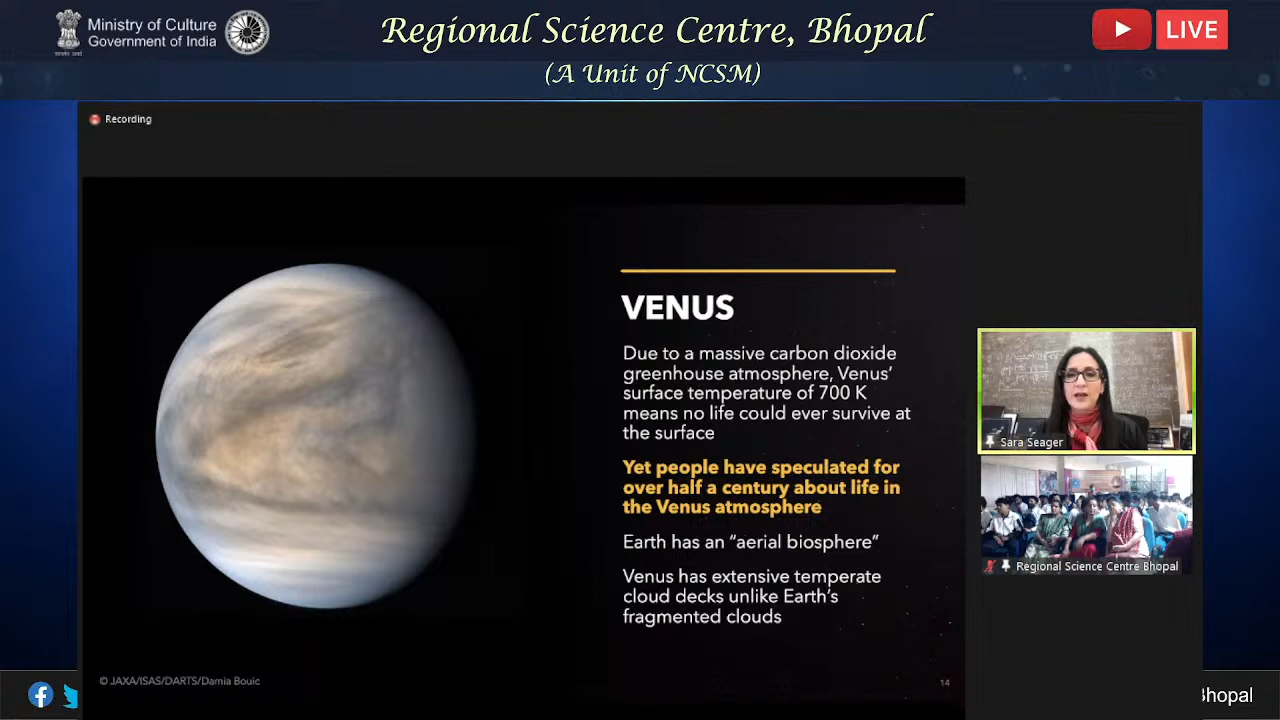 Ministry of Culture
Government of India
Regional Science Centre, Bhopal
(A Unit of NCSM)
LIVE
Recording
VENUS
Due to a massive carbon dioxide
greenhouse atmosphere, Venus’
surface temperature of 700 K
means no life could ever survive at
the surface
Yet people have speculated for
over half a century about life in
the Venus atmosphere
Earth has an “aerial biosphere”
Venus has extensive temperate
cloud decks unlike Earth’s
fragmented clouds
© JAXA/ISAS/DARTS/Damia Bouic
14
Sara Seager
Regional Science Centre Bhopal
Bhopal